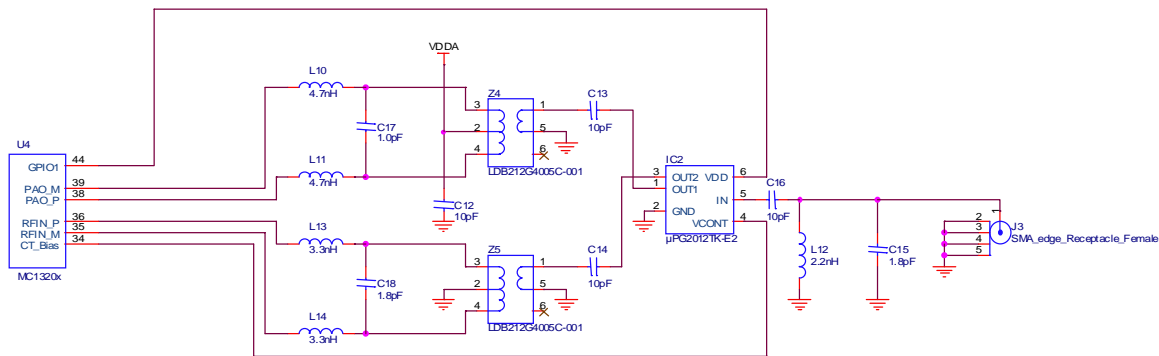 VDDA
L10
4.7nH
Z4
3
1
2
5
4
6
LDB212G4005C-001
C13
10pF
C17
1.0pF
U4
GPIO1
44
PAO_M
39
PAO_P
38
RFIN_P
36
RFIN_M
35
CT_Bias
34
MC1320x
L11
4.7nH
C12
10pF
IC2
3
OUT2
VDD
6
1
OUT1
IN
5
2
GND
VCONT
4
µPG2012TK-E2
C16
10pF
L13
3.3nH
Z5
3
1
2
5
4
6
LDB212G4005C-001
C14
10pF
C18
1.8pF
L14
3.3nH
L12
2.2nH
C15
1.8pF
1
2
3
4
5
J3
SMA_edge_Receptacle_Female